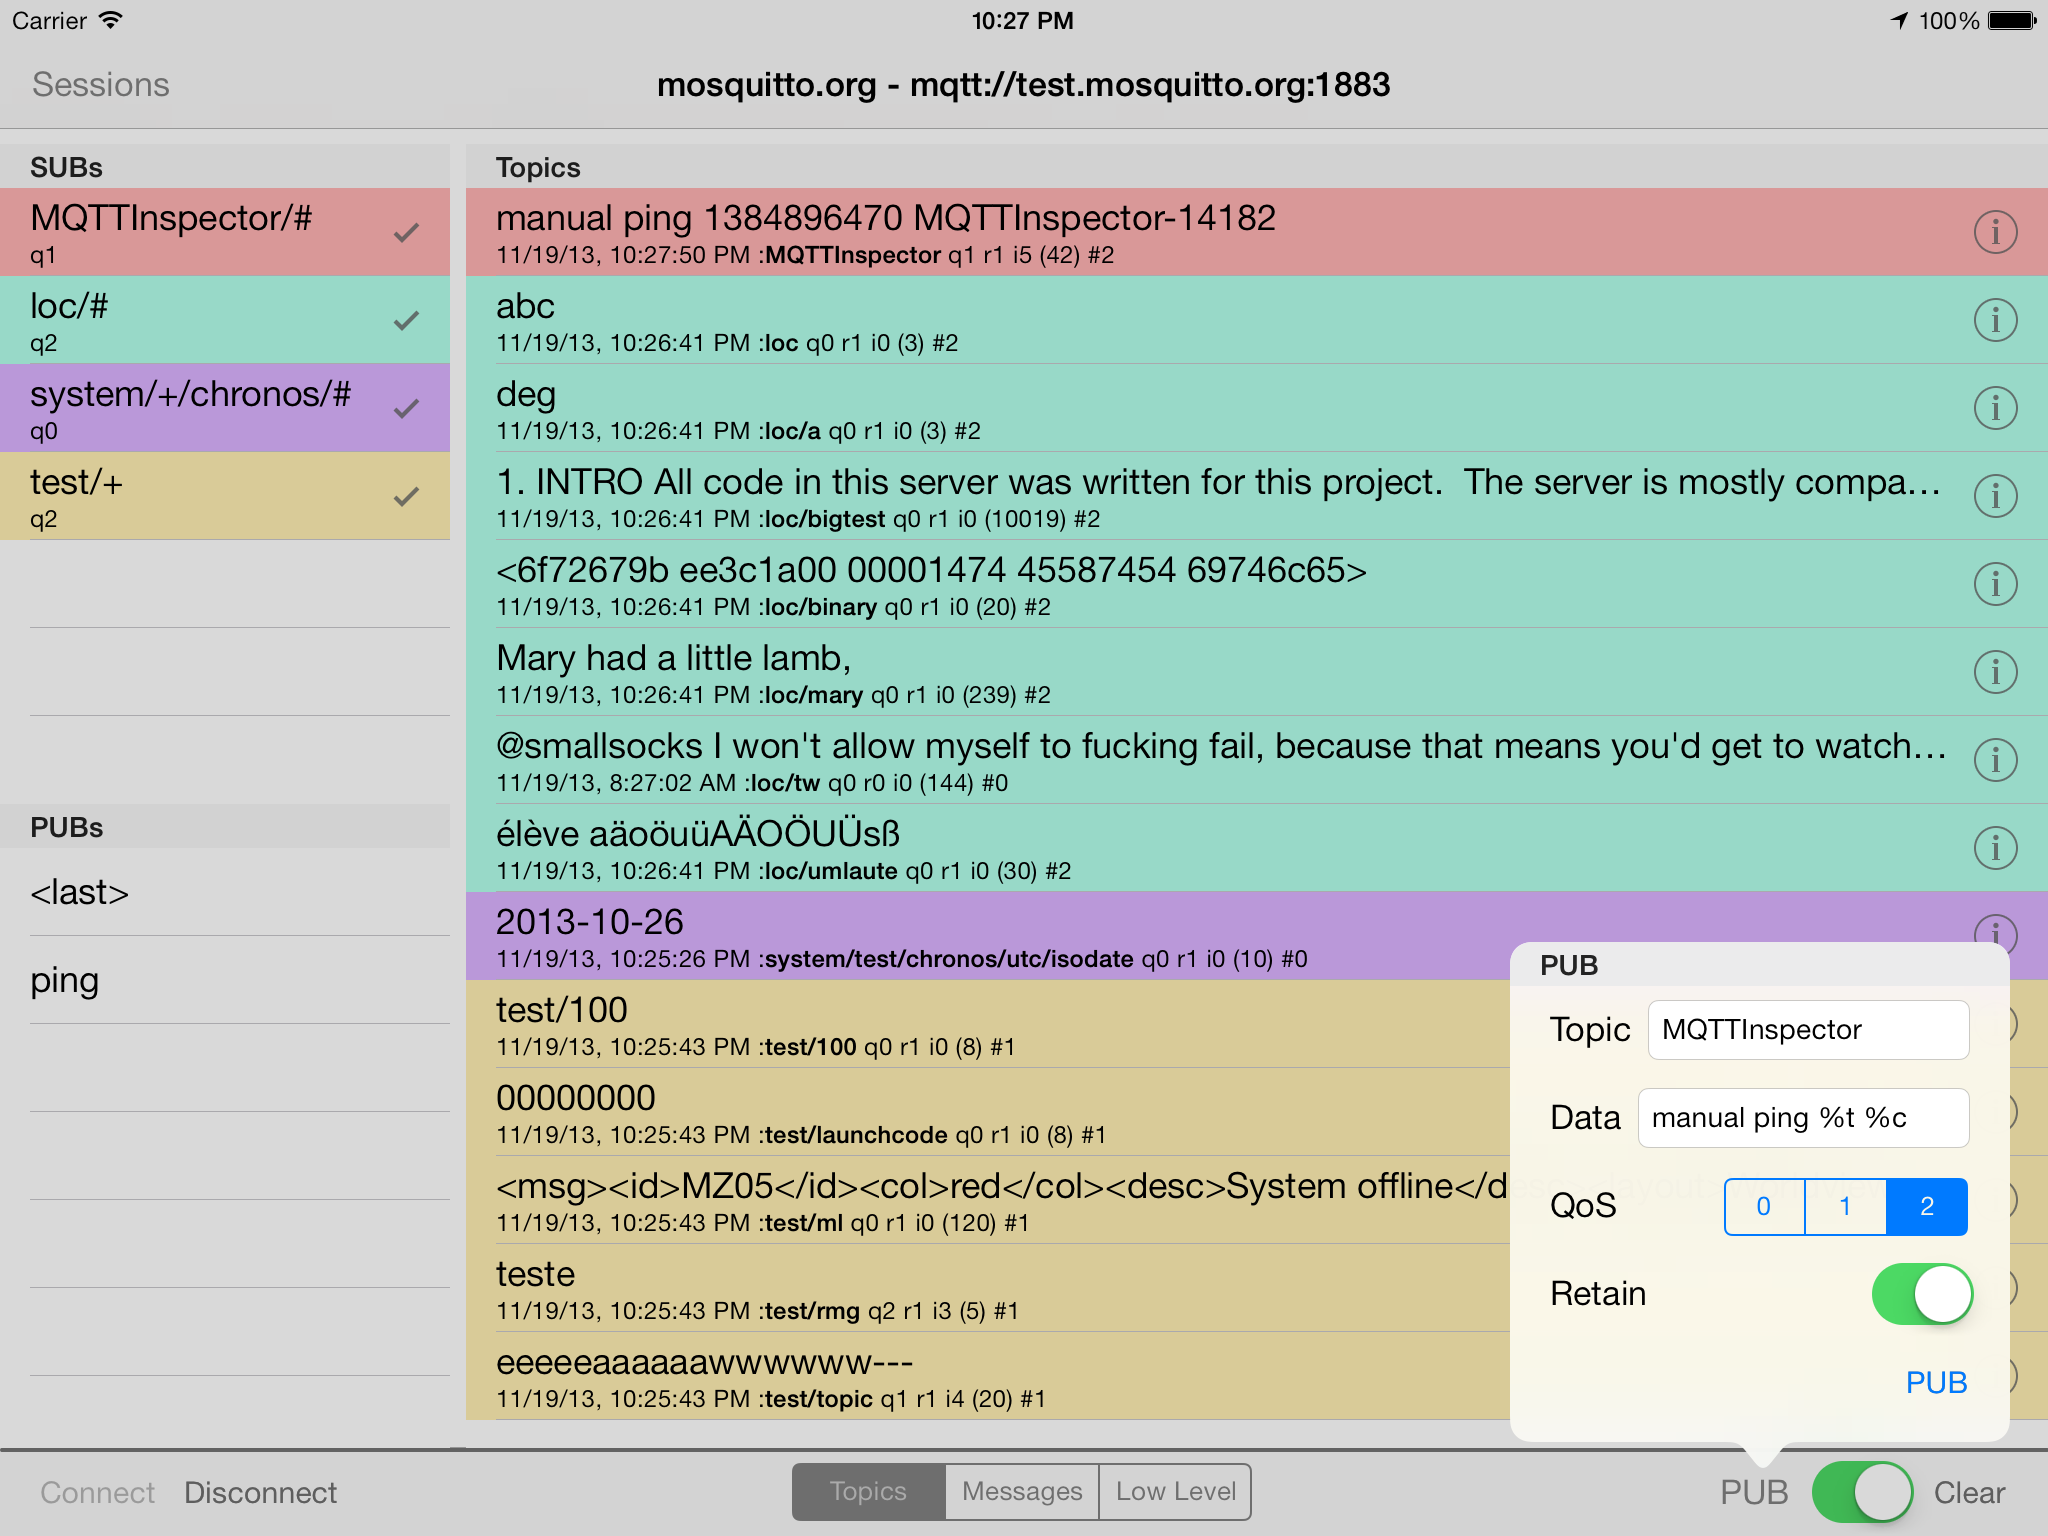 Carrier 10:27 PM 100%
Sessions
mosquitto.org - mqtt://test.mosquitto.org:1883
SUBs
MQTTInspector/#
q1
loc/#
q2
system/+/chronos/#
q0
test/+
q2
PUBs
<last>
ping
Topics
manual ping 1384896470 MQTTInspector-14182
11/19/13, 10:27:50 PM :MQTTInspector q1 r1 i5 (42) #2
abc
11/19/13, 10:26:41 PM :loc q0 r1 i0 (3) #2
deg
11/19/13, 10:26:41 PM :loc/a q0 r1 i0 (3) #2
1. INTRO All code in this server was written for this project.  The server is mostly compa...
11/19/13, 10:26:41 PM :loc/bigtest q0 r1 i0 (10019) #2
<6f72679b ee3c1a00 00001474 45587454 69746c65>
11/19/13, 10:26:41 PM :loc/binary q0 r1 i0 (20) #2
Mary had a little lamb,
11/19/13, 10:26:41 PM :loc/mary q0 r1 i0 (239) #2
@smallsocks I won't allow myself to fucking fail, because that means you'd get to watch...
11/19/13, 8:27:02 AM :loc/tw q0 r0 i0 (144) #0
élève aäoöuüAÄOÖUÜsß
11/19/13, 10:26:41 PM :loc/umlaute q0 r1 i0 (30) #2
2013-10-26
11/19/13, 10:25:26 PM :system/test/chronos/utc/isodate q0 r1 i0 (10) #0
test/100
11/19/13, 10:25:43 PM :test/100 q0 r1 i0 (8) #1
00000000
11/19/13, 10:25:43 PM :test/launchcode q0 r1 i0 (8) #1
<msg><id>MZ05</id><col>red</col><desc>System offline</desc>
11/19/13, 10:25:43 PM :test/ml q0 r1 i0 (120) #1
teste
11/19/13, 10:25:43 PM :test/rmg q2 r1 i3 (5) #1
eeeeeaaaaaawwwwww---
11/19/13, 10:25:43 PM :test/topic q1 r1 i4 (20) #1
PUB
Topic MQTTInspector
Data manual ping %t %c
QoS 0 1 2
Retain
PUB
Connect Disconnect Topics Messages Low Level PUB Clear